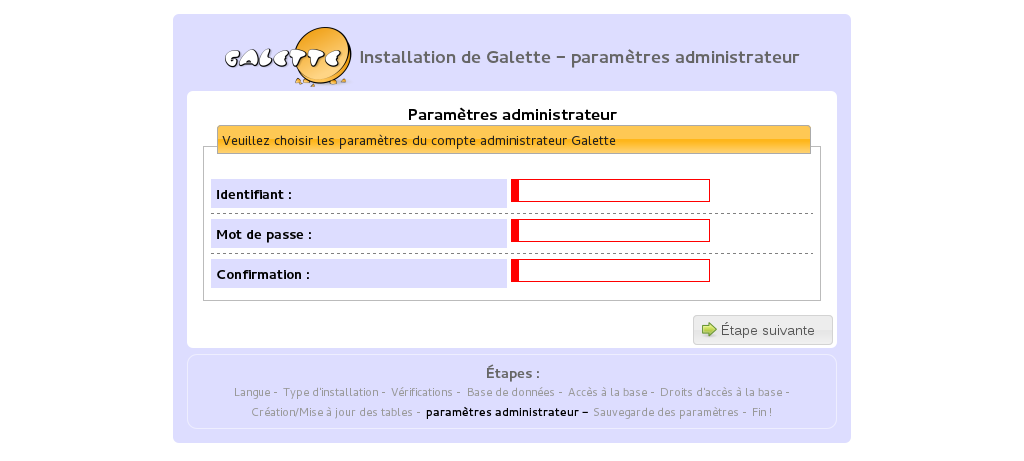 GALETTE
Installation de Galette - paramètres administrateur
Paramètres administrateur
Veuillez choisir les paramètres du compte administrateur Galette
Identifiant :
Mot de passe :
Confirmation :
Étape suivante
Étapes :
Langue - Type d'installation - Vérifications - Base de données - Accès à la base - Droits d'accès à la base -
Création/Mise à jour des tables - paramètres administrateur - Sauvegarde des paramètres - Fin !